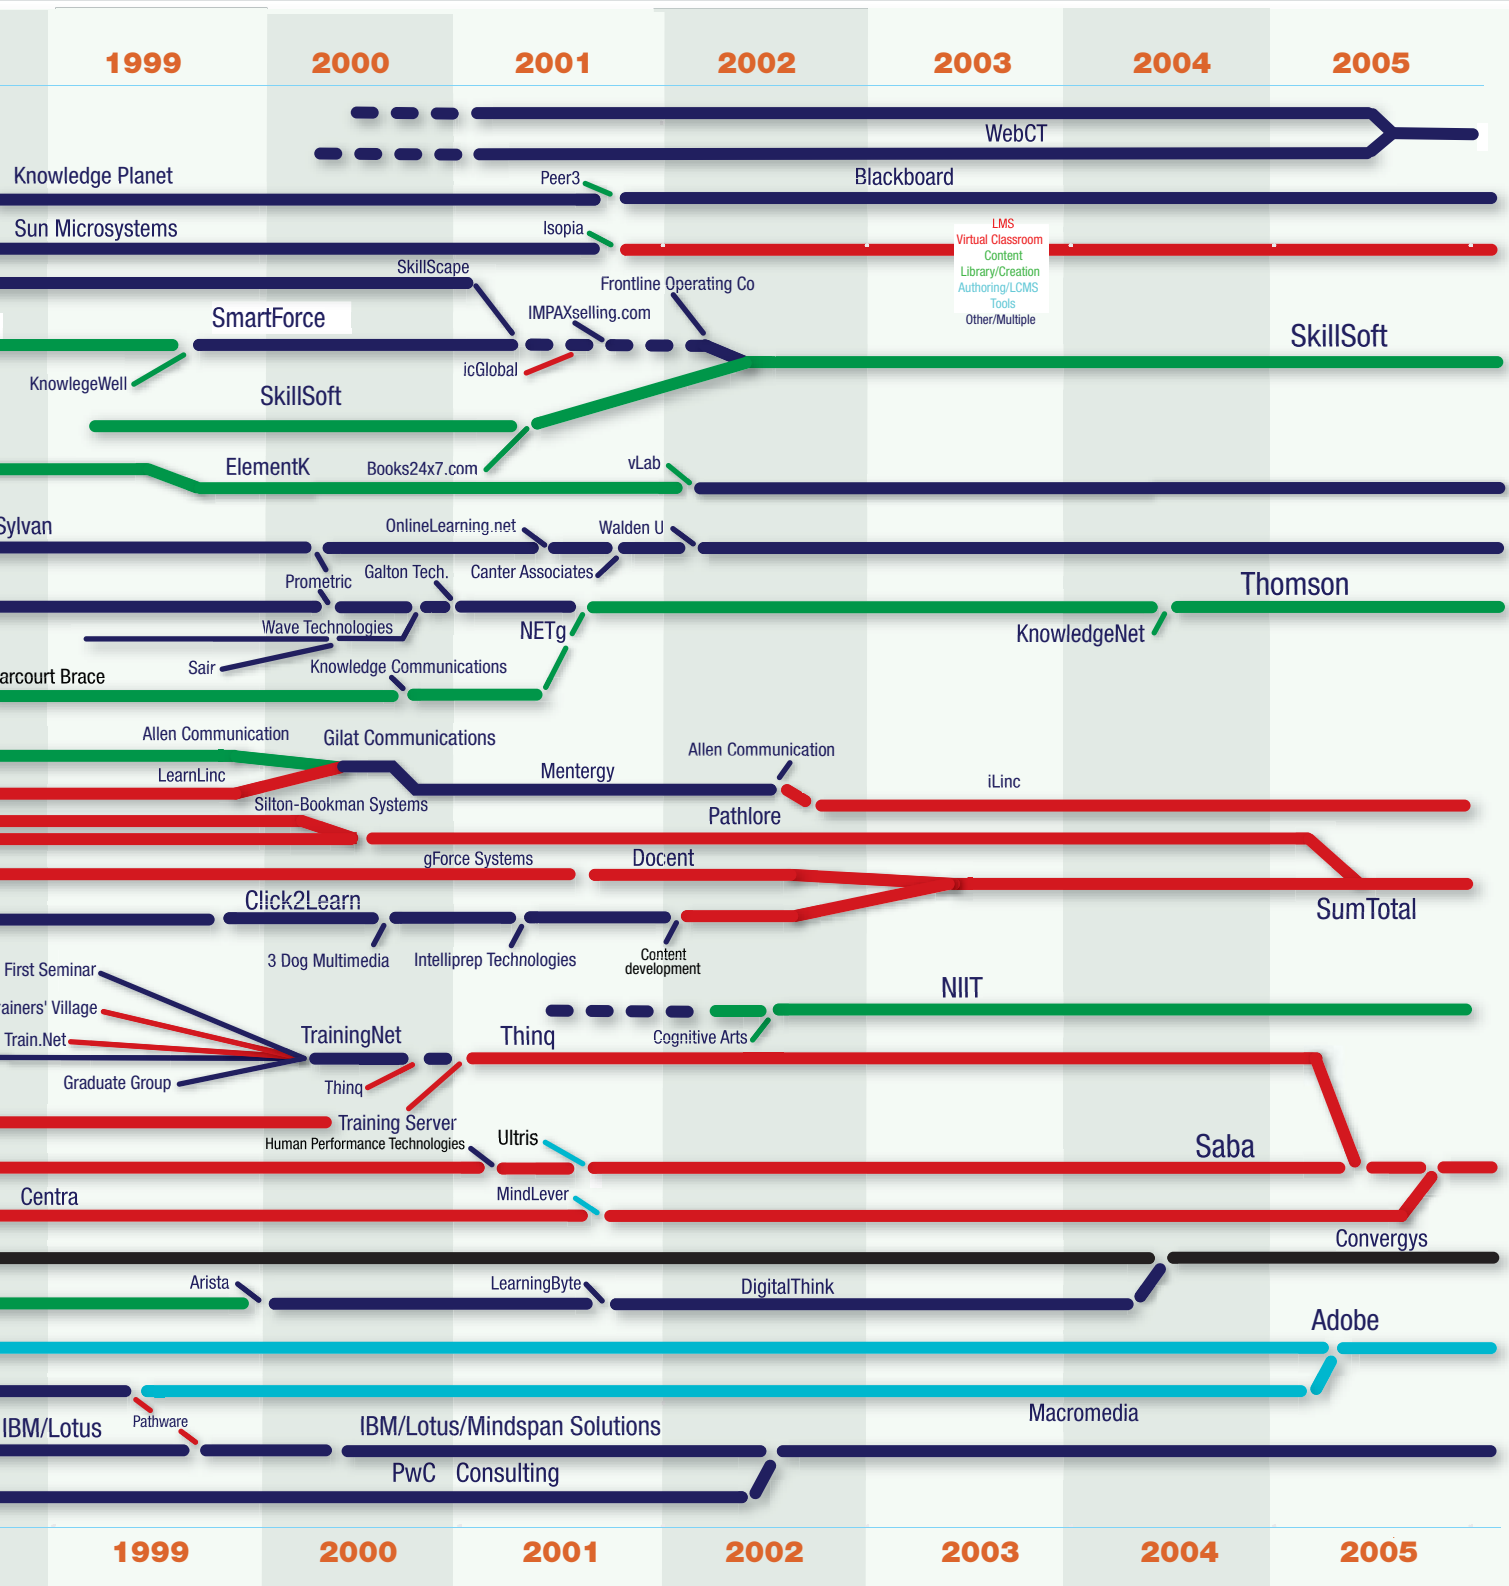 1999 2000 2001 2002 2003 2004 2005
WebCT
Knowledge Planet
Peer3
Blackboard
Sun Microsystems
Isopia
LMS
Virtual Classroom
Content
Library/Creation
Authoring/LCMS
Tools
Other/Multiple
SkillScape
Frontline Operating Co
IMPAXselling.com
SmartForce
SkillSoft
icGlobal
KnowlegeWell
SkillSoft
ElementK
Books24x7.com
vLab
Sylvan
OnlineLearning.net
Walden U
Prometric
Galton Tech.
Canter Associates
Thomson
Wave Technologies
NETg
KnowledgeNet
Sair
Knowledge Communications
arcourt Brace
Allen Communication
Gilat Communications
Allen Communication
LearnLinc
Mentergy
iLinc
Silton-Bookman Systems
Pathlore
gForce Systems
Docent
Click2Learn
SumTotal
3 Dog Multimedia
Intelliprep Technologies
Content
development
First Seminar
NIIT
ainers' Village
Train.Net
TrainingNet
Thinq
Cognitive Arts
Graduate Group
Thinq
Training Server
Human Performance Technologies
Ultris
Saba
Centra
MindLever
Convergys
Arista
LearningByte
DigitalThink
Adobe
Macromedia
IBM/Lotus
Pathware
IBM/Lotus/Mindspan Solutions
PwC Consulting
1999 2000 2001 2002 2003 2004 2005